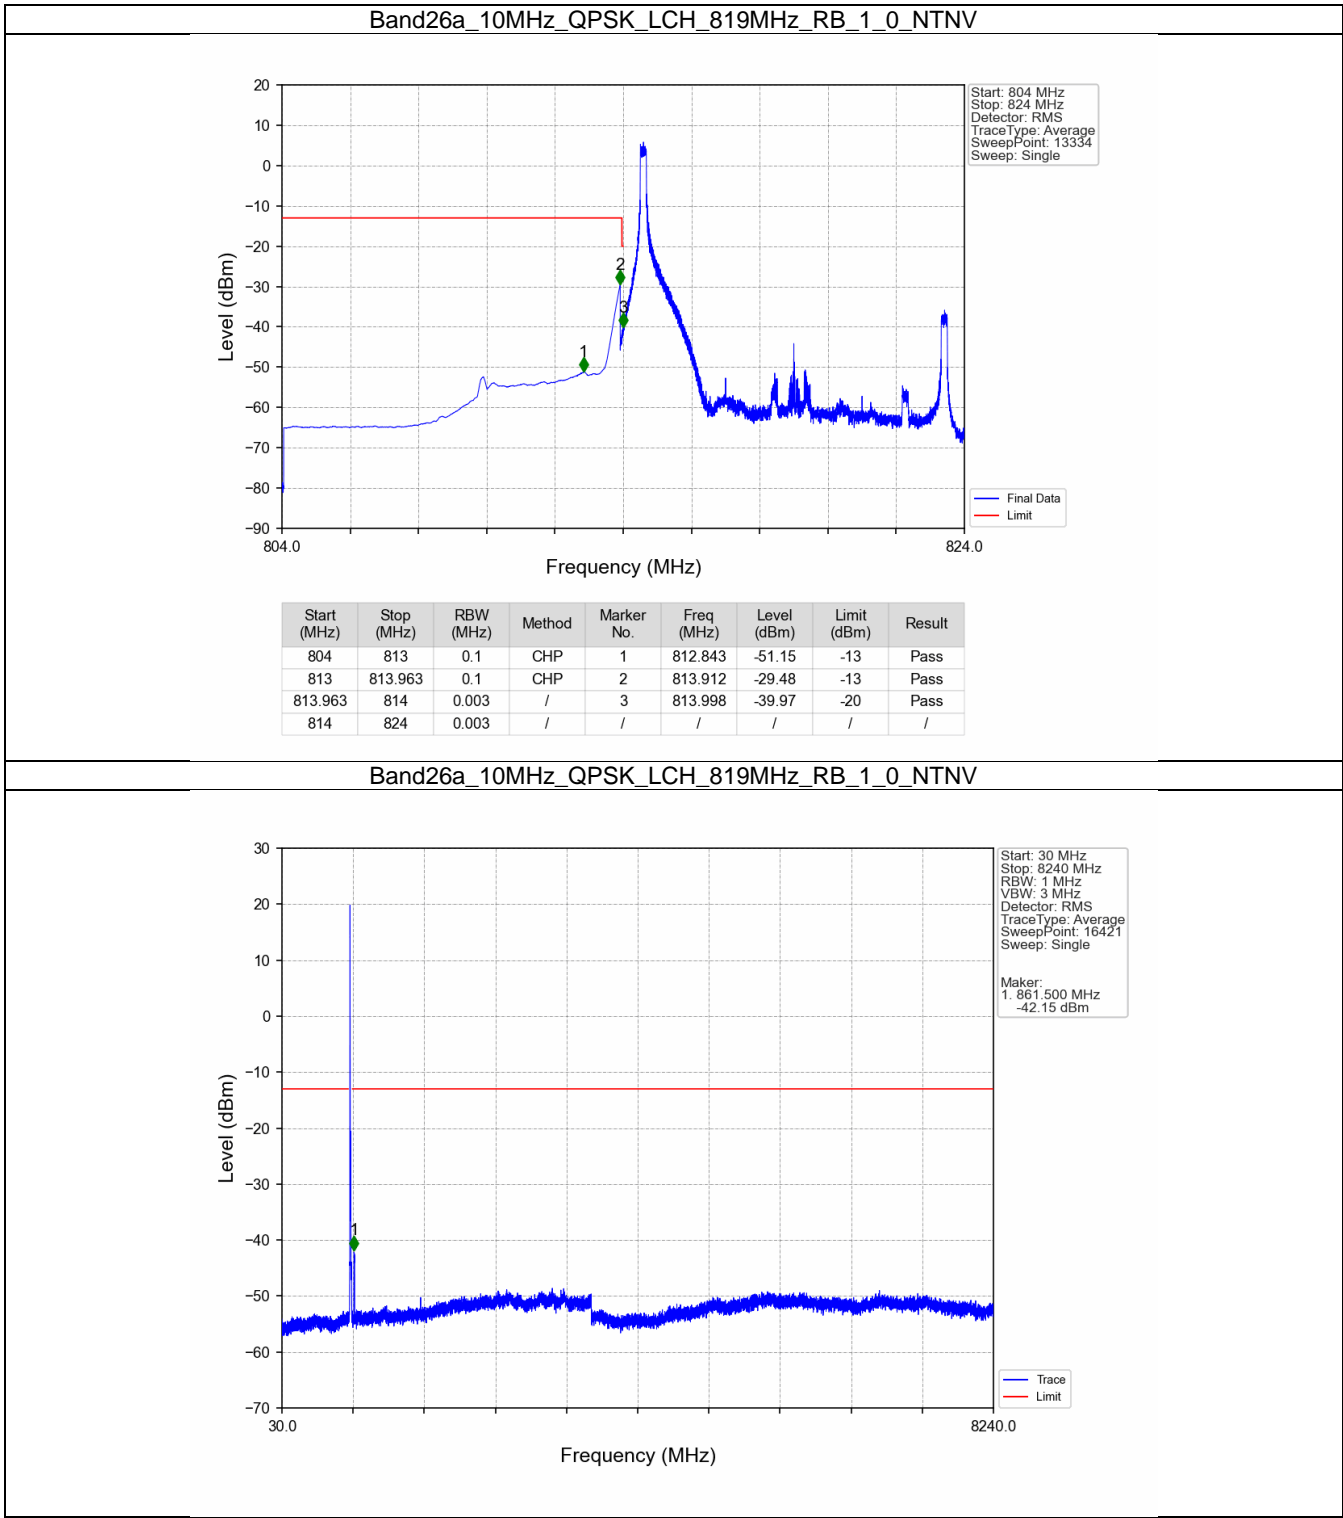 Band26a_10MHz_QPSK_LCH_819MHz_RB_1_0_NTNV
Start: 804 MHz
Stop: 824 MHz
Detector: RMS
TraceType: Average
SweepPoint: 13334
Sweep: Single
20
10
0
−10
−20
−30
−40
−50
−60
−70
−80
−90
Level (dBm)
1
2
3
804.0
824.0
Frequency (MHz)
Final Data
Limit
Start (MHz) Stop (MHz) RBW (MHz) Method Marker No. Freq (MHz) Level (dBm) Limit (dBm) Result
804 813 0.1 CHP 1 812.843 -51.15 -13 Pass
813 813.963 0.1 CHP 2 813.912 -29.48 -13 Pass
813.963 814 0.003 / 3 813.998 -39.97 -20 Pass
814 824 0.003 / / / / / /
Band26a_10MHz_QPSK_LCH_819MHz_RB_1_0_NTNV
Start: 30 MHz
Stop: 8240 MHz
RBW: 1 MHz
VBW: 3 MHz
Detector: RMS
TraceType: Average
SweepPoint: 16421
Sweep: Single
Maker:
1. 861.500 MHz
-42.15 dBm
30
20
10
0
−10
−20
−30
−40
−50
−60
−70
Level (dBm)
1
30.0
8240.0
Frequency (MHz)
Trace
Limit